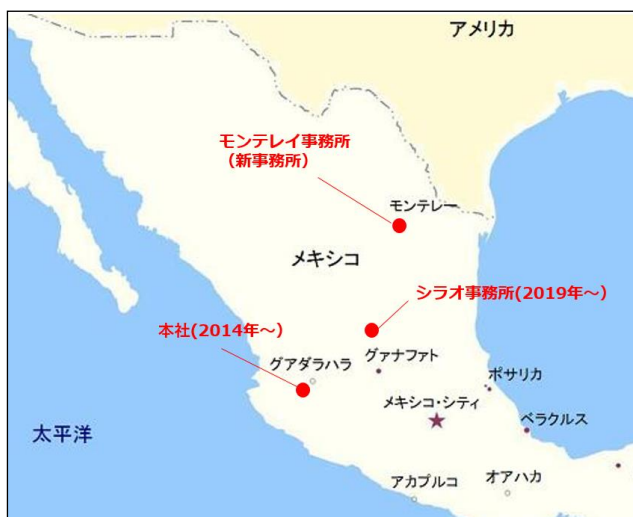 アメリカ
モンテレイ事務所
（新事務所）
モンテレー
メキシコ
シラオ事務所(2019年～)
本社(2014年～)
グアダラハラ
グァナファト
ポサリカ
メキシコ・シティ
ベラクルス
太平洋
アカプルコ
オアハカ